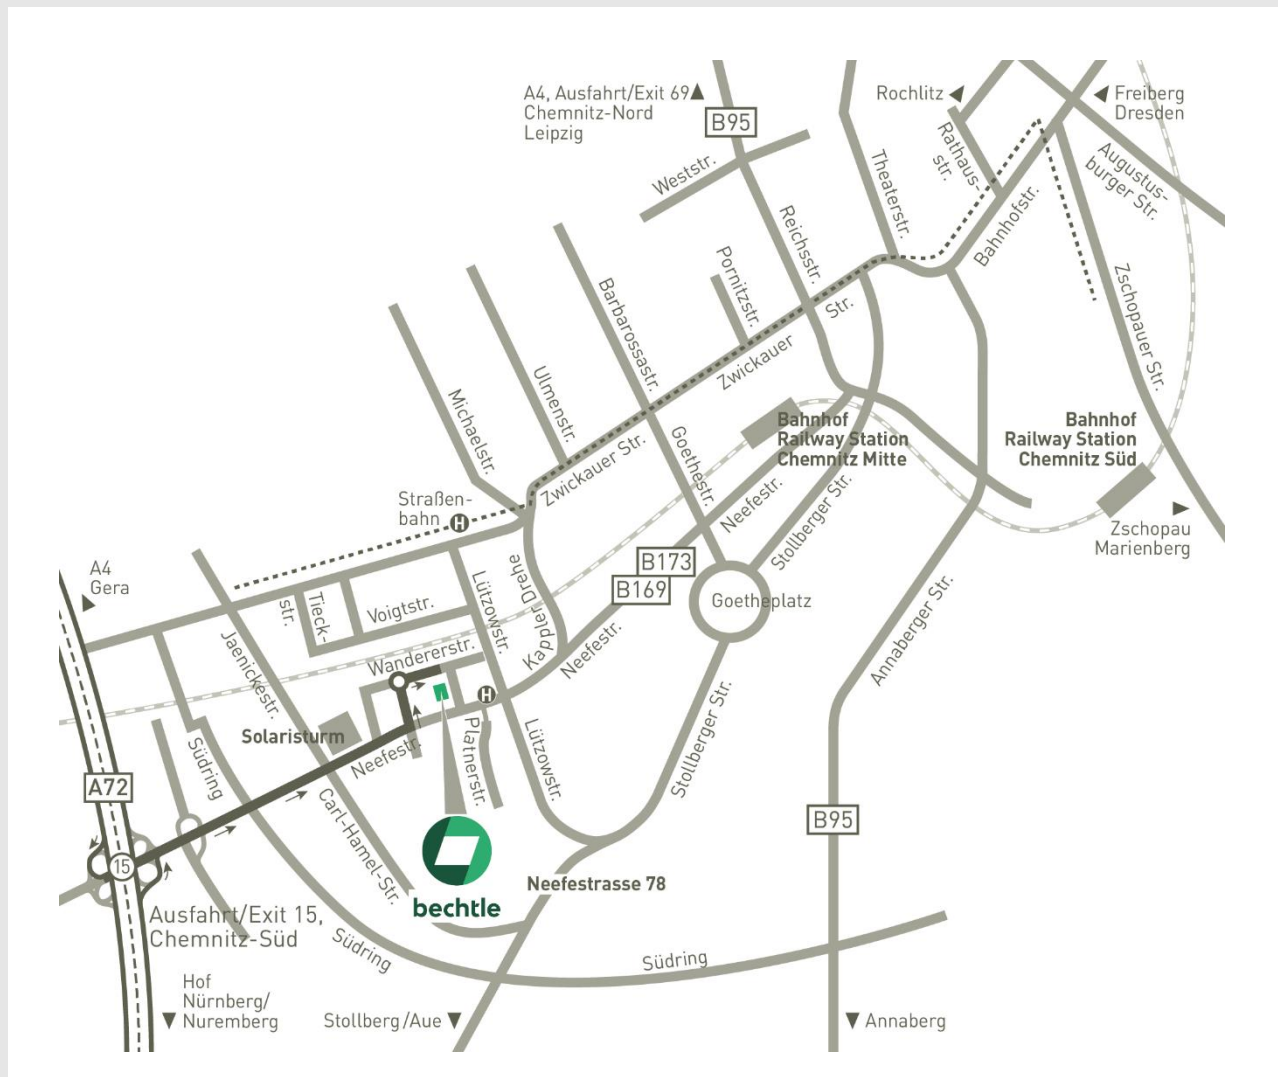 A4, Ausfahrt/Exit 69
Chemnitz-Nord
Leipzig
B95
Rochlitz
Freiberg
Dresden
Weststr.
Theaterstr.
Rathaus-
str.
Augustus-
burger Str.
Reichsstr.
Bahnhofstr.
Pornitzstr.
Barbarossastr.
Str.
Zschopauer Str.
Zwickauer
Ulmenstr.
Michaelstr.
Bahnhof
Railway Station
Chemnitz Mitte
Bahnhof
Railway Station
Chemnitz Süd
Goethestr.
Zwickauer Str.
Neefestr.
Stollberger Str.
Straßen-
bahn
H
Zschopau
Marienberg
A4
Gera
B173
B169
Kappler Drehe
Lützowstr.
Tieck-
str.
Voigtstr.
Goetheplatz
Annaberger Str.
Jaenickestr.
Wandererstr.
Neefestr.
H
Solaristurm
Südring
Neefestr.
Platnerstr.
Lützowstr.
Stollberger Str.
A72
Carl-Hamel-Str.
B95
15
bechtle
Neefestrasse 78
Ausfahrt/Exit 15,
Chemnitz-Süd
Südring
Südring
Hof
Nürnberg/
Nuremberg
Stollberg/Aue
Annaberg